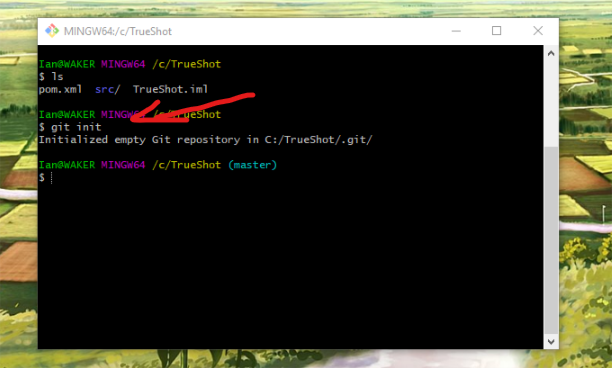 MINGW64:/c/TrueShot
Ian@WAKER MINGW64 /c/TrueShot
$ ls
pom.xml  src/  TrueShot.iml
Ian@WAKER MINGW64 /c/TrueShot
$ git init
Initialized empty Git repository in C:/TrueShot/.git/
Ian@WAKER MINGW64 /c/TrueShot (master)
$